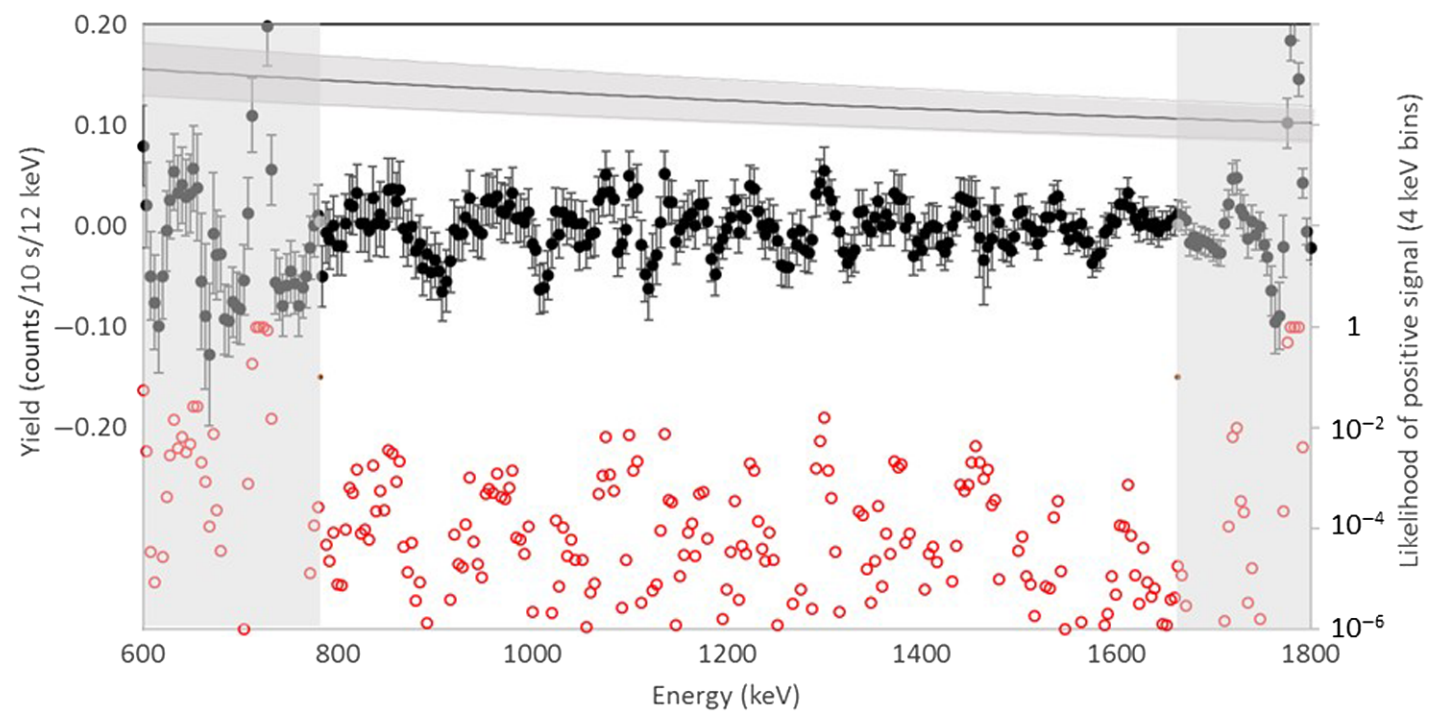 0.20
0.10
0.00
−0.10
−0.20
Yield (counts/10 s/12 keV)
1
10−2
10−4
10−6
Likelihood of positive signal (4 keV bins)
600 800 1000 1200 1400 1600 1800
Energy (keV)